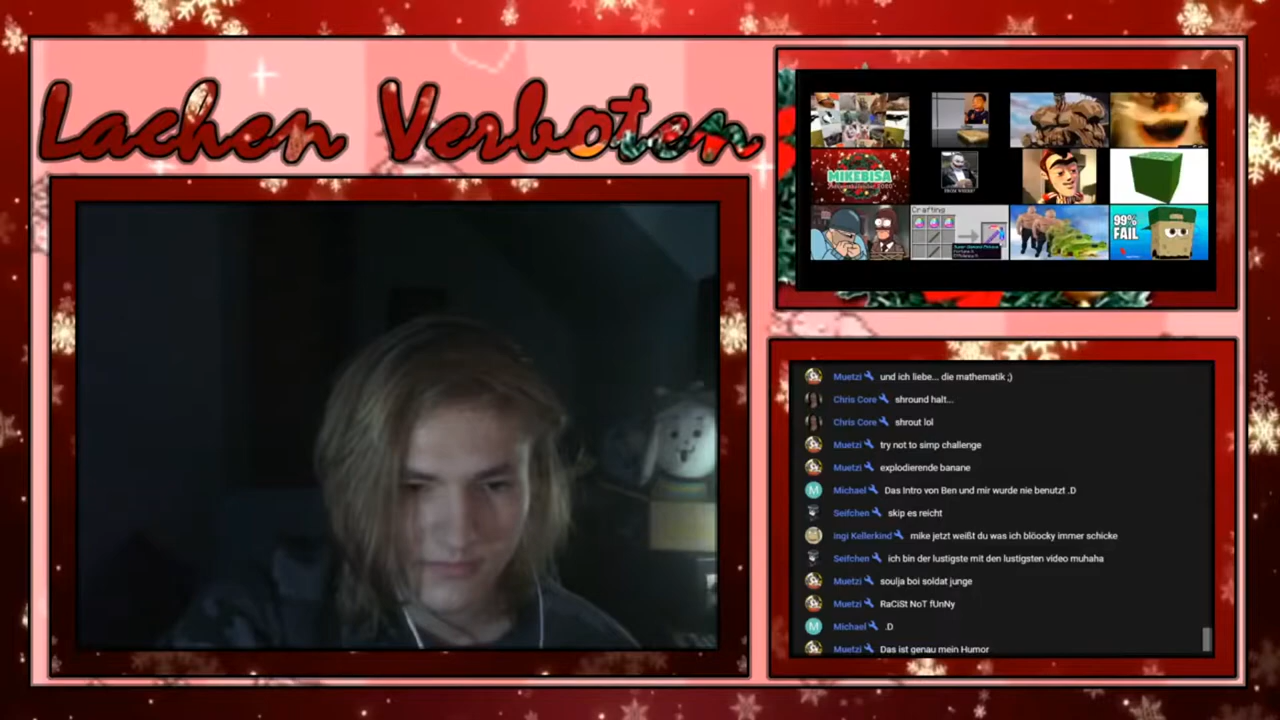 Lachen Verboten
MIKEBISA
99%
FAIL
Crafting
und ich liebe... die mathematik ;)
Muetzi
Chris Core shround halt...
Chris Core shrout lol
Muetzi try not to simp challenge
Muetzi explodierende banane
M Michael Das Intro von Ben und mir wurde nie benutzt .D
Seifchen skip es reicht
Ingi Kellerkind mike jetzt weißt du was ich blöocky immer schicke
Seifchen ich bin der lustigste mit den lustigsten video muhaha
Muetzi soulja boi soldat junge
Muetzi RaCiSt NoT fUnNy
M Michael .D
Muetzi Das ist genau mein Humor